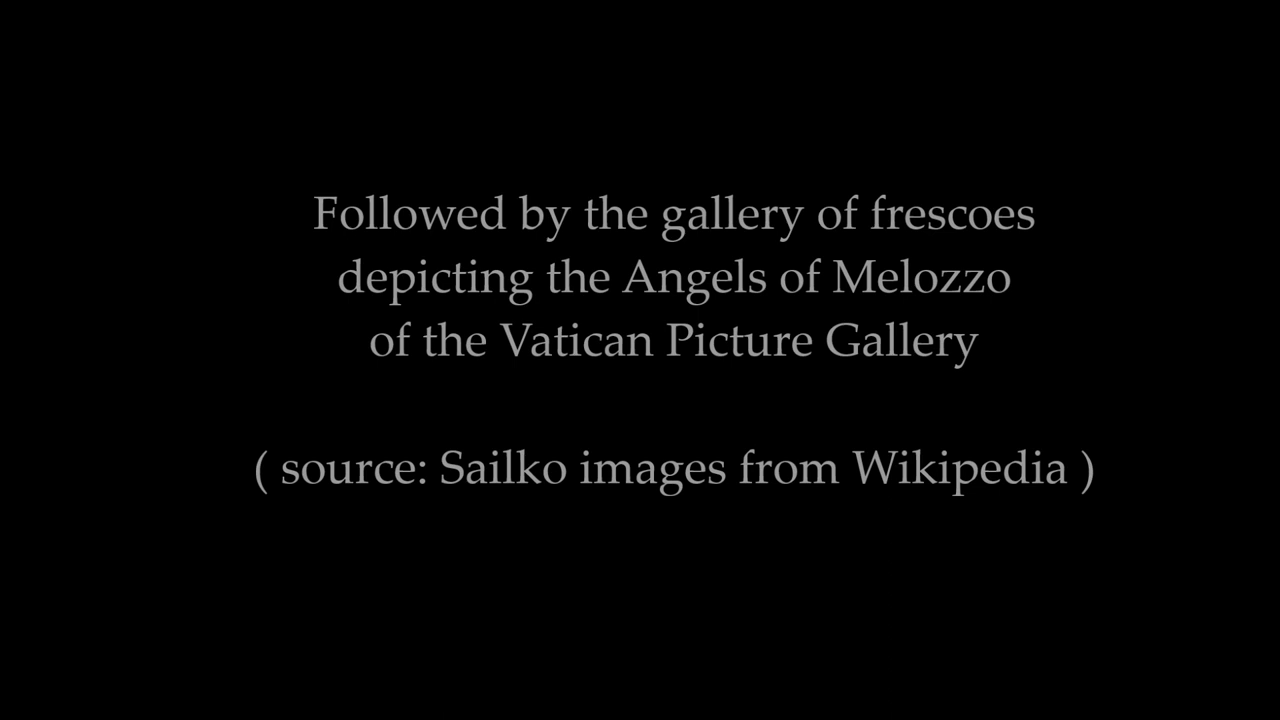 Followed by the gallery of frescoes
depicting the Angels of Melozzo
of the Vatican Picture Gallery
( source: Sailko images from Wikipedia )